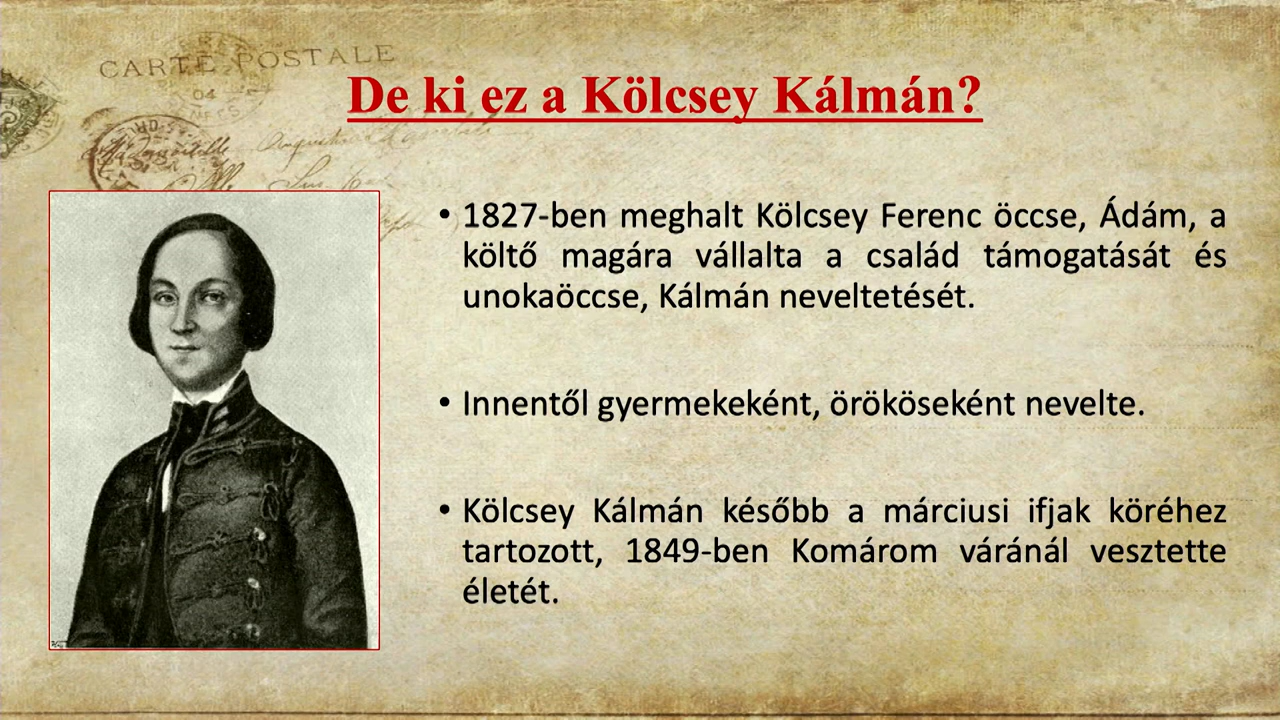 CARTE POSTALE
04
De ki ez a Kölcsey Kálmán?
• 1827-ben meghalt Kölcsey Ferenc öccse, Ádám, a
költő magára vállalta a család támogatását és
unokaöccse, Kálmán neveltetését.
• Innentől gyermekeként, örököseként nevelte.
• Kölcsey Kálmán később a márciusi ifjak köréhez
tartozott, 1849-ben Komárom váránál vesztette
életét.